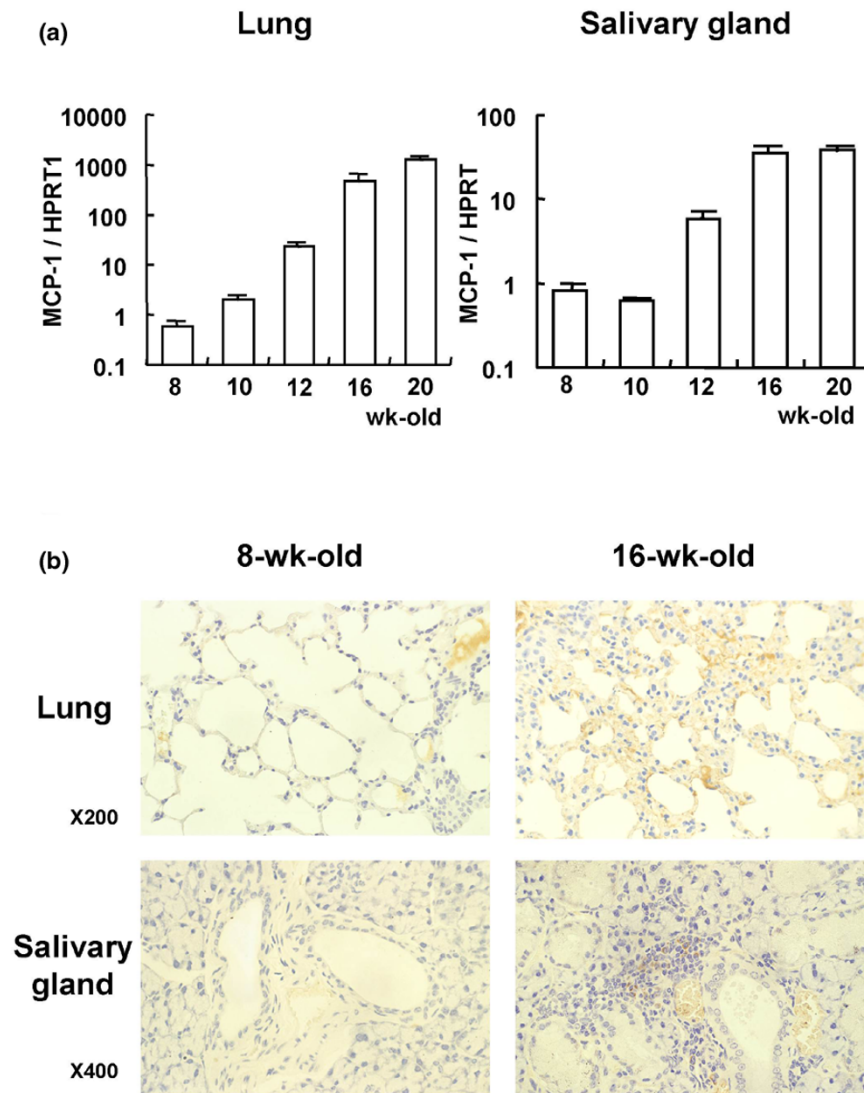 (a)
Lung
Salivary gland
10000
1000
100
10
1
0.1
MCP-1 / HPRT1
8 10 12 16 20
wk-old
100
10
1
0.1
MCP-1 / HPRT
8 10 12 16 20
wk-old
(b)
8-wk-old
16-wk-old
Lung
X200
Salivary
gland
X400